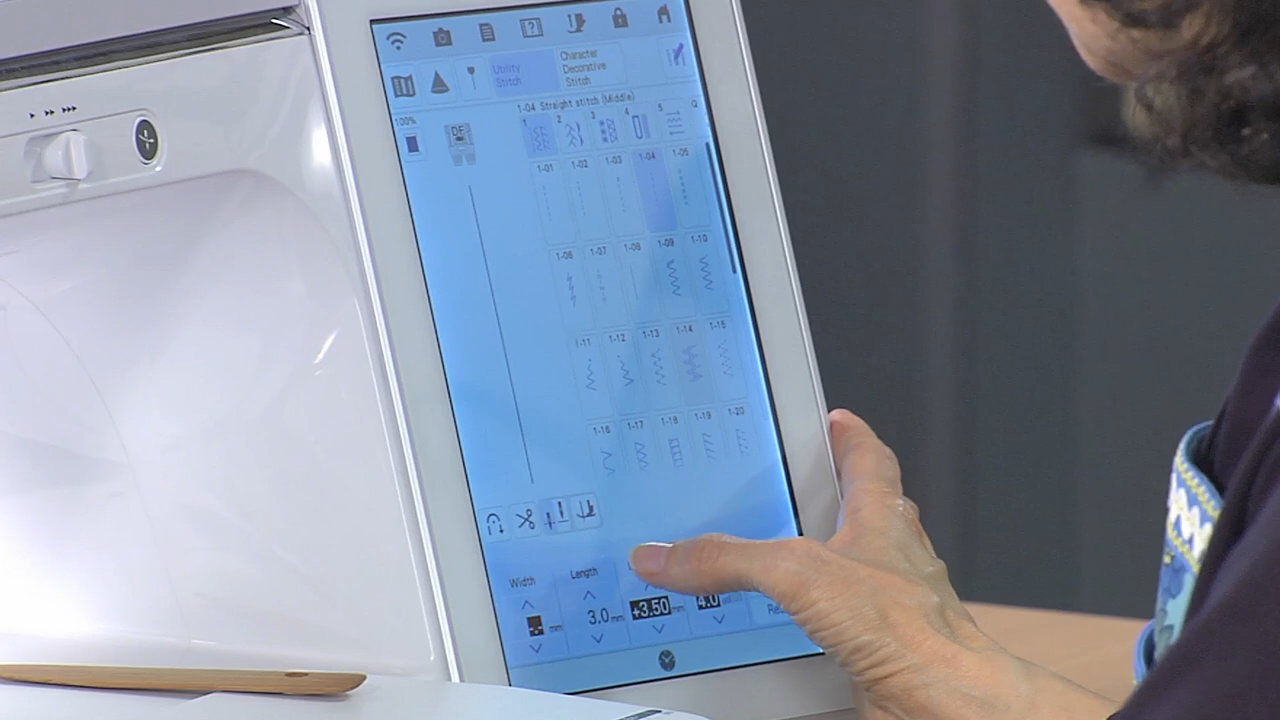 Utility
Stitch
Character
Decorative
Stitch
1-04 Straight stitch (Middle)
100%
DF
1 2 3 4 5
1-01 1-02 1-03 1-04 1-05
1-06 1-07 1-08 1-09 1-10
1-11 1-12 1-13 1-14 1-15
1-16 1-17 1-18 1-19 1-20
Width
Length
mm
3.0 mm
+3.50 mm
4.0